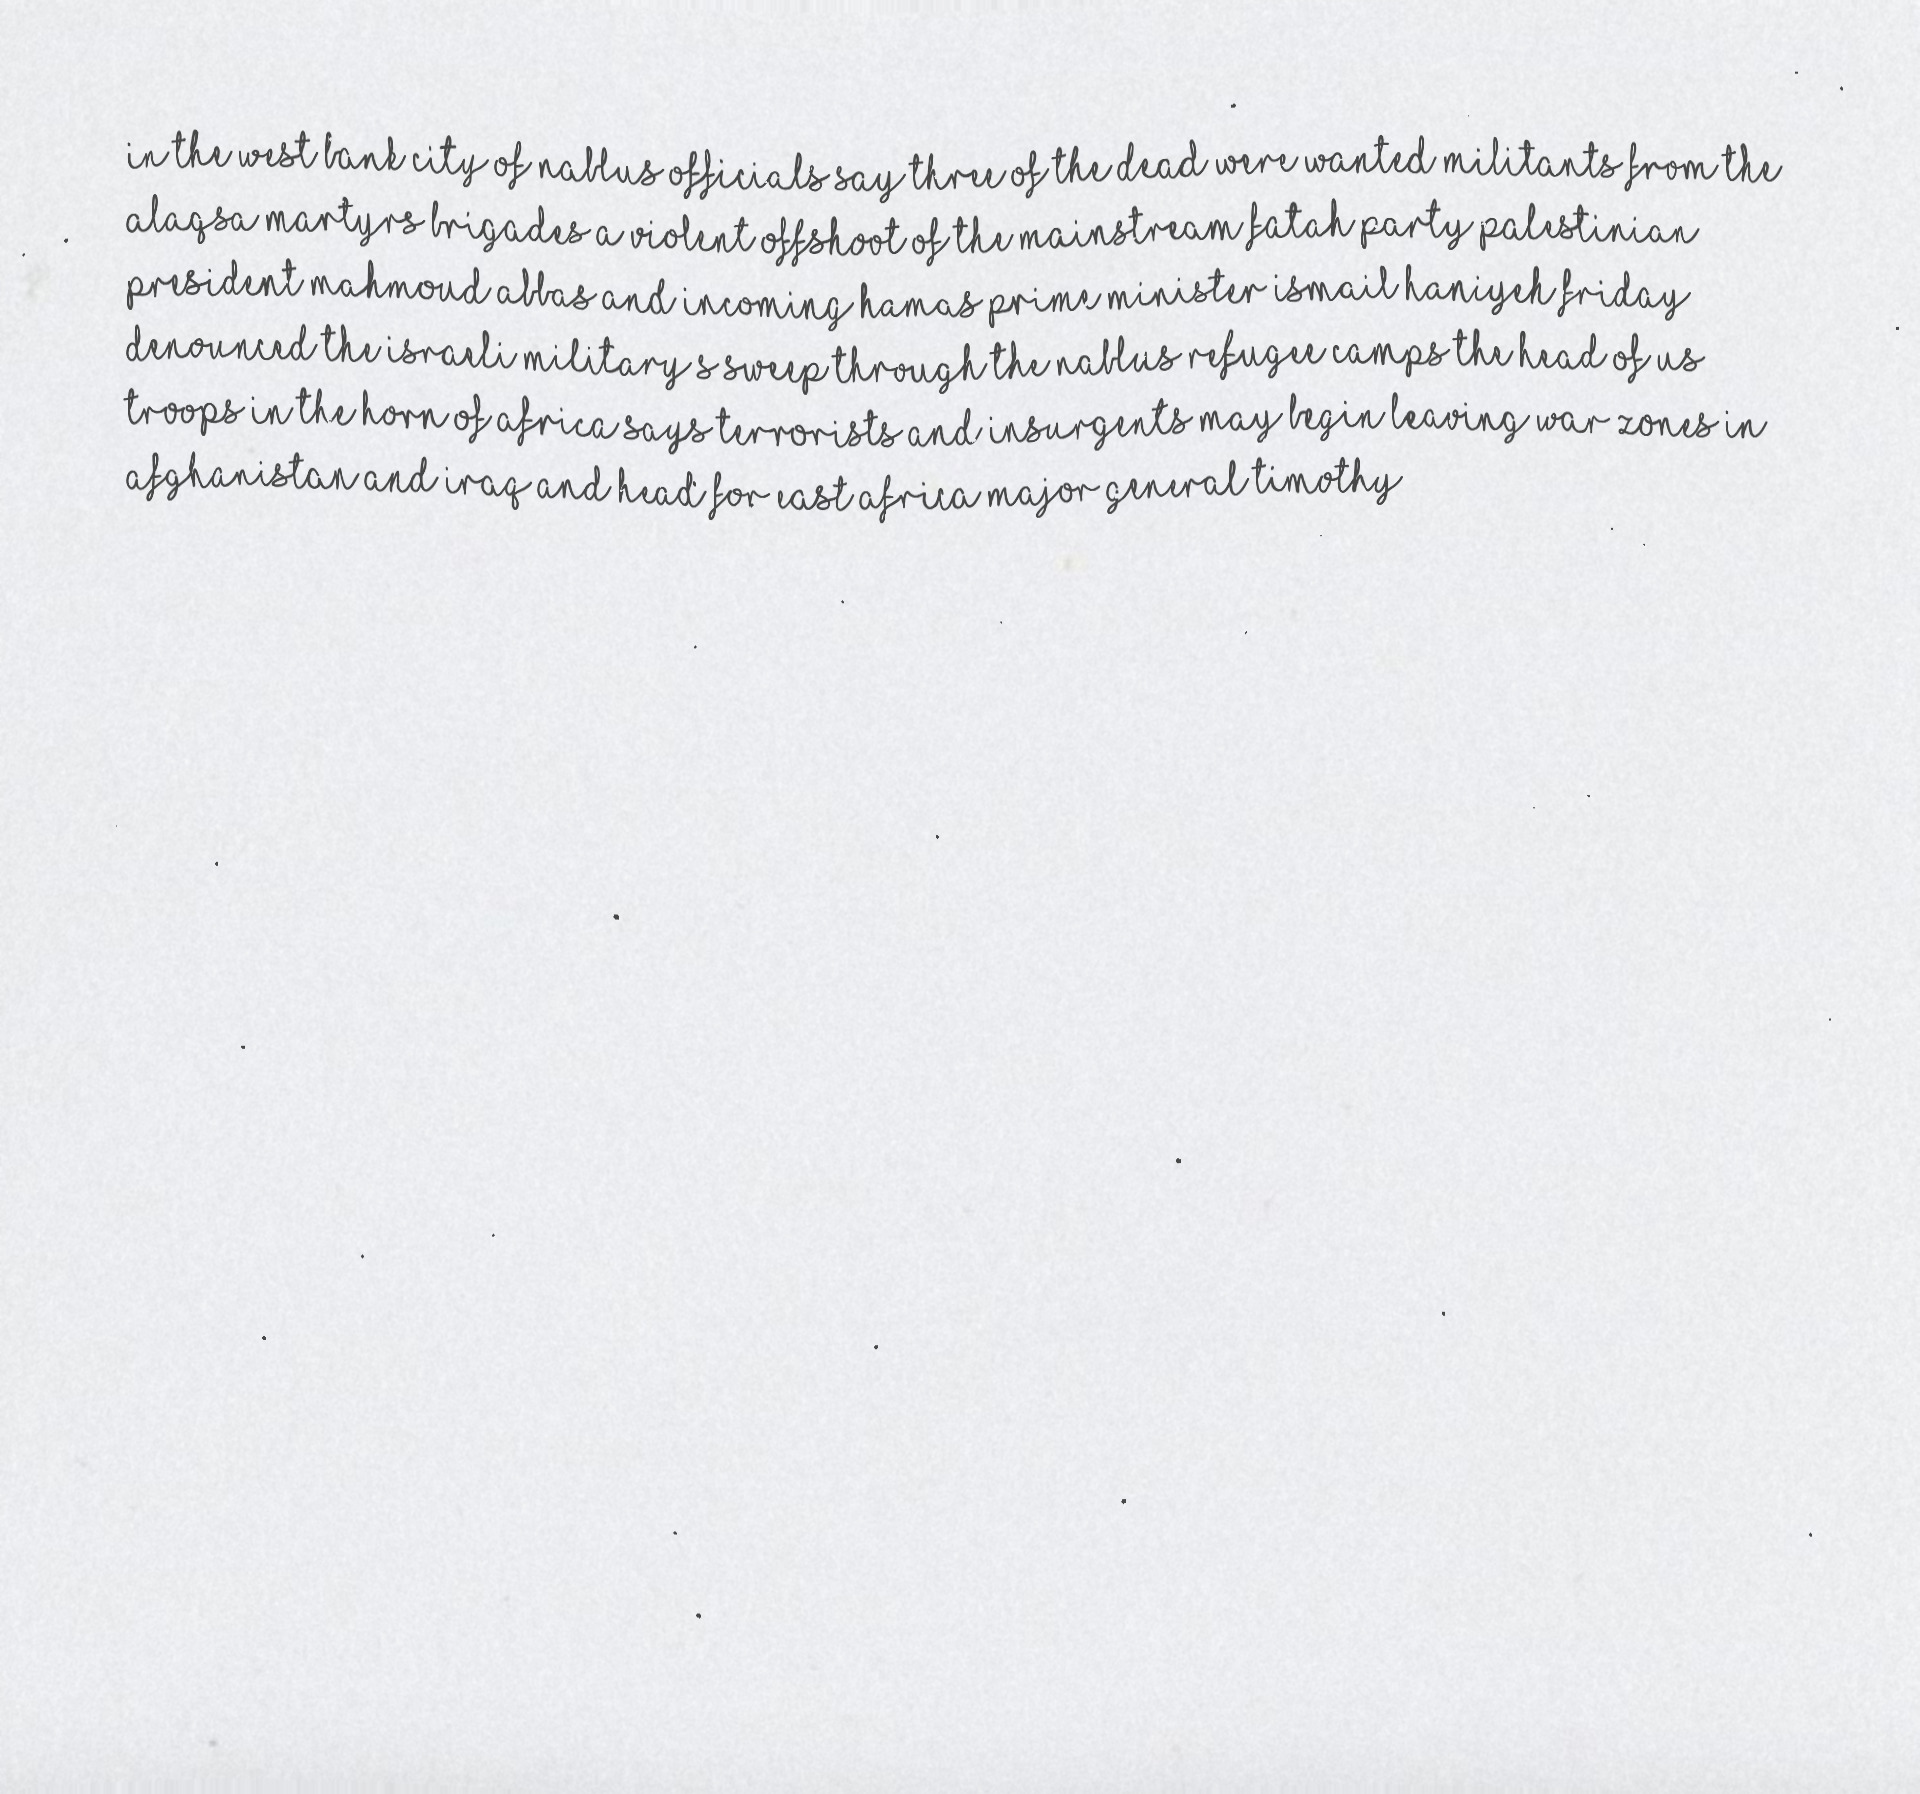 in the west bank city of nablus officials say three of the dead were wanted militants from the
alaqsa martyrs brigades a violent offshoot of the mainstream fatah party palestinian
president mahmoud abbas and incoming hamas prime minister ismail haniyeh friday
denounced the israeli military s sweep through the nablus refugee camps the head of us
troops in the horn of africa says terrorists and insurgents may begin leaving war zones in
afghanistan and iraq and head for east africa major general timothy